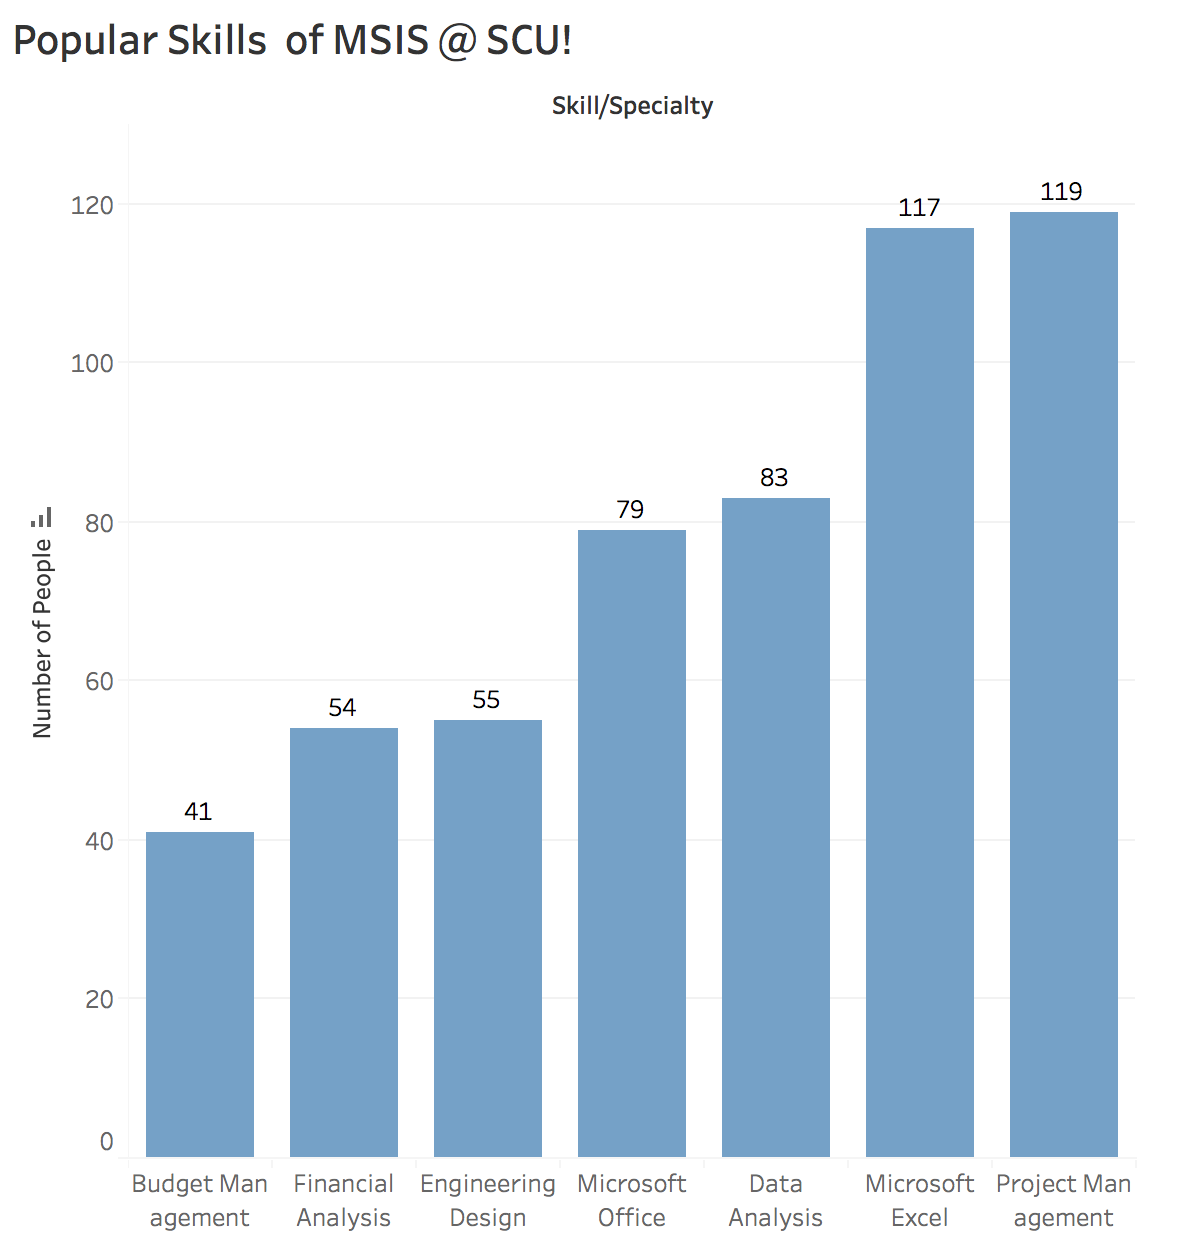 Popular Skills  of MSIS @ SCU!
Skill/Specialty
Number of People
120
100
80
60
40
20
0
41
54
55
79
83
117
119
Budget Man
agement
Financial
Analysis
Engineering
Design
Microsoft
Office
Data
Analysis
Microsoft
Excel
Project Man
agement